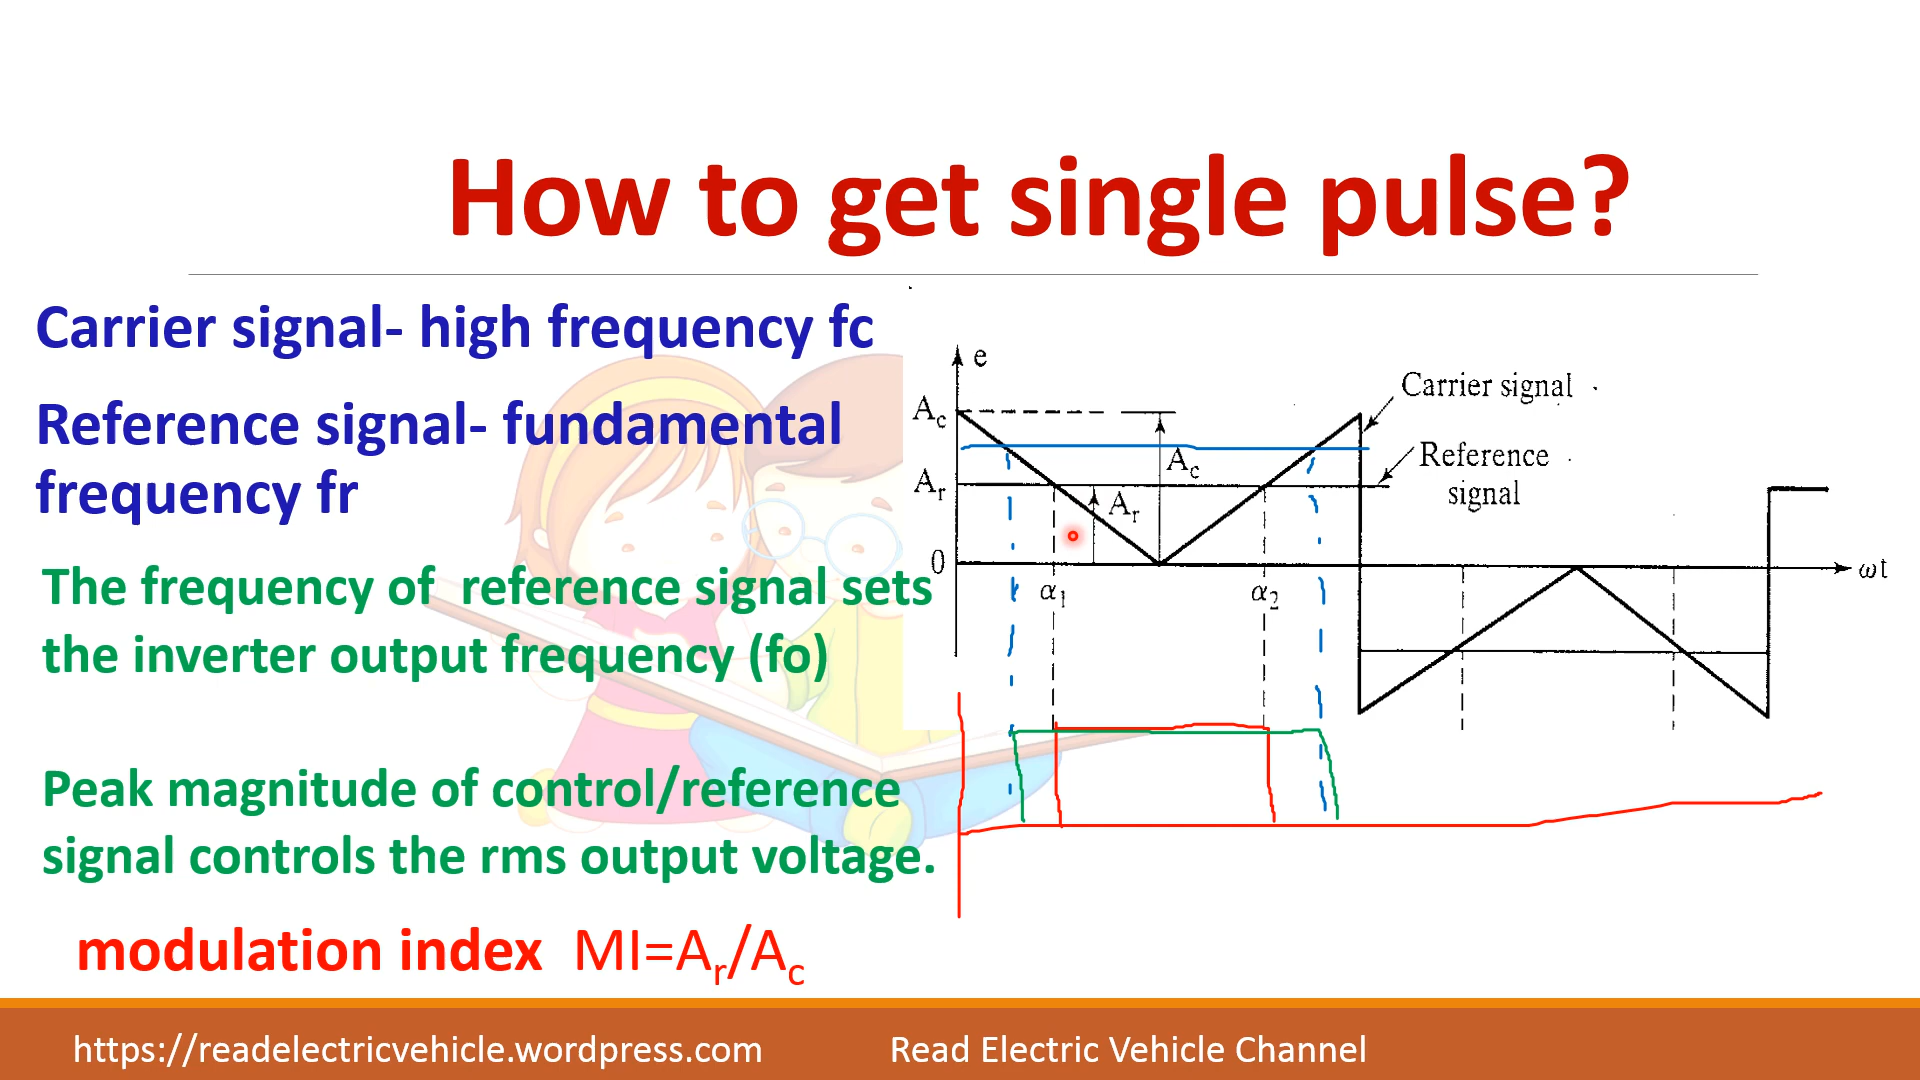 How to get single pulse?
Carrier signal- high frequency fc
Reference signal- fundamental
frequency fr
The frequency of  reference signal sets
the inverter output frequency (fo)
Peak magnitude of control/reference
signal controls the rms output voltage.
modulation index  MI=Ar/Ac
e
Ac
Carrier signal
Ac
Reference
signal
Ar
Ar
0
ωt
α1
α2
https://readelectricvehicle.wordpress.com
Read Electric Vehicle Channel